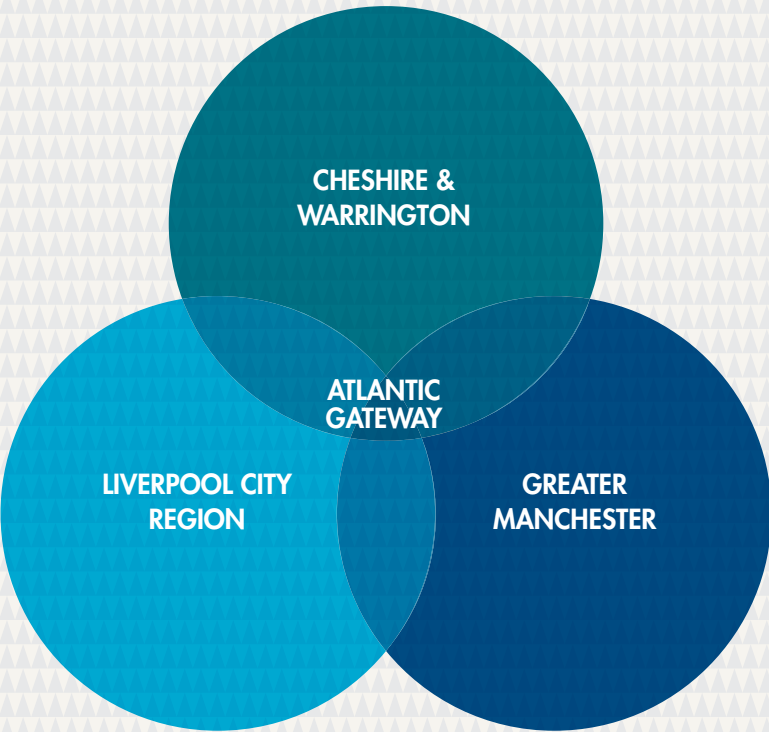 CHESHIRE &
WARRINGTON
ATLANTIC
GATEWAY
LIVERPOOL CITY
REGION
GREATER
MANCHESTER